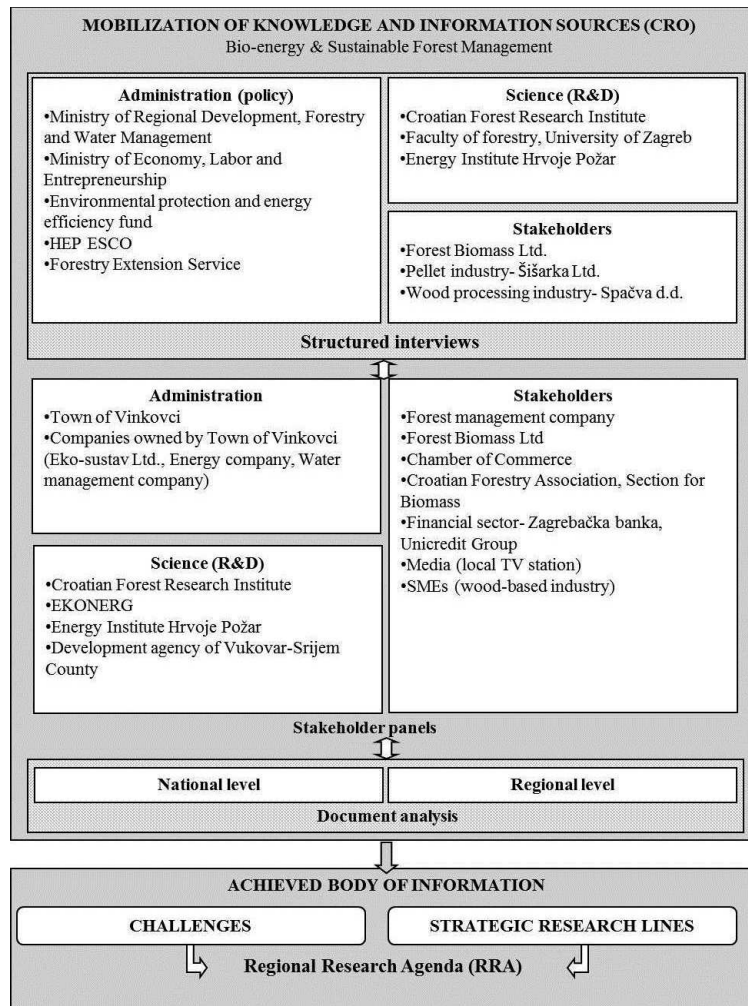 MOBILIZATION OF KNOWLEDGE AND INFORMATION SOURCES (CRO)
Bio-energy & Sustainable Forest Management
Administration (policy)
•Ministry of Regional Development, Forestry
and Water Management
•Ministry of Economy, Labor and
Entrepreneurship
•Environmental protection and energy
efficiency fund
•HEP ESCO
•Forestry Extension Service
Science (R&D)
•Croatian Forest Research Institute
•Faculty of forestry, University of Zagreb
•Energy Institute Hrvoje Požar
Stakeholders
•Forest Biomass Ltd.
•Pellet industry- Šišarka Ltd.
•Wood processing industry- Spačva d.d.
Structured interviews
Administration
•Town of Vinkovci
•Companies owned by Town of Vinkovci
(Eko-sustav Ltd., Energy company, Water
management company)
Science (R&D)
•Croatian Forest Research Institute
•EKONERG
•Energy Institute Hrvoje Požar
•Development agency of Vukovar-Srijem
County
Stakeholders
•Forest management company
•Forest Biomass Ltd
•Chamber of Commerce
•Croatian Forestry Association, Section for
Biomass
•Financial sector- Zagrebačka banka,
Unicredit Group
•Media (local TV station)
•SMEs (wood-based industry)
Stakeholder panels
National level
Regional level
Document analysis
ACHIEVED BODY OF INFORMATION
CHALLENGES
STRATEGIC RESEARCH LINES
Regional Research Agenda (RRA)